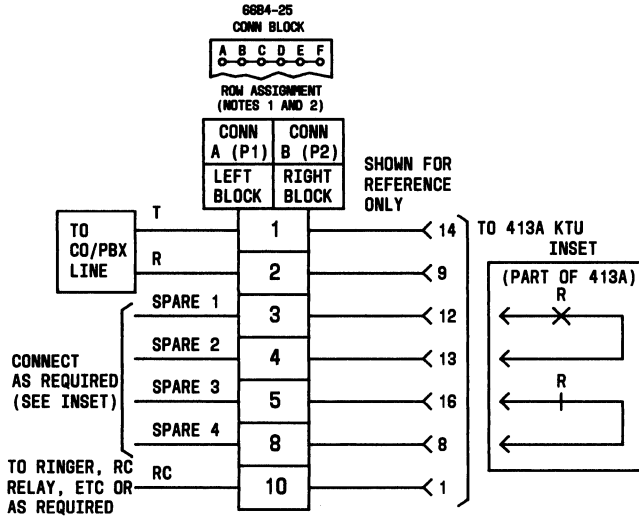 66B4-25
CONN BLOCK
A B C D E F
ROW ASSIGNMENT
(NOTES 1 AND 2)
CONN A (P1)
CONN B (P2)
LEFT BLOCK
RIGHT BLOCK
SHOWN FOR
REFERENCE
ONLY
TO
CO/PBX
LINE
T 1 14
R 2 9
TO 413A KTU
INSET
(PART OF 413A)
R
R
CONNECT
AS REQUIRED
(SEE INSET)
SPARE 1 3 12
SPARE 2 4 13
SPARE 3 5 16
SPARE 4 8 8
TO RINGER, RC
RELAY, ETC OR
AS REQUIRED
RC 10 1